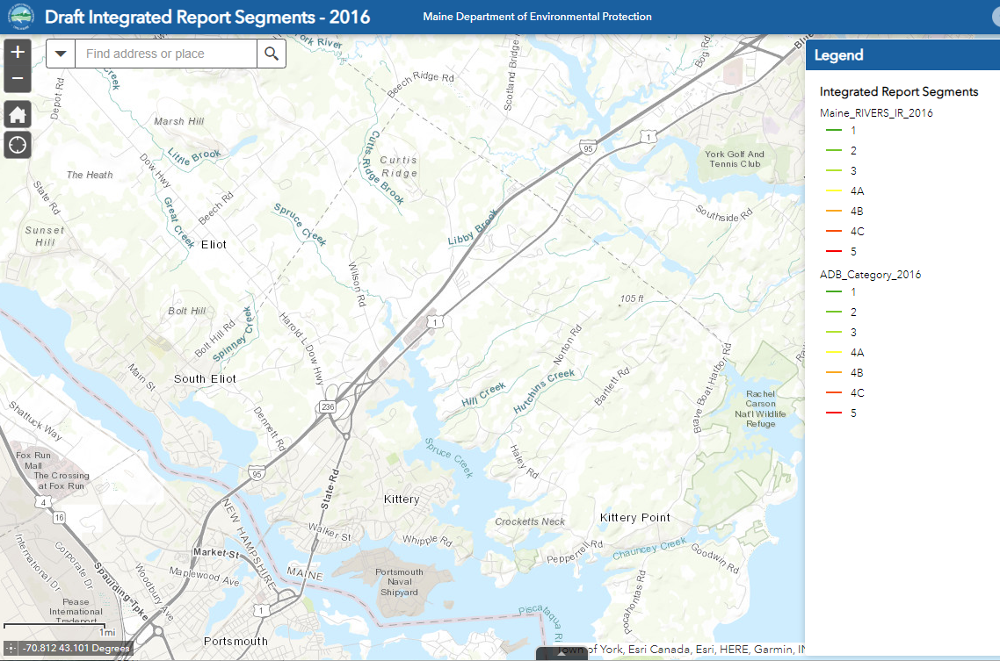 Draft Integrated Report Segments - 2016
Maine Department of Environmental Protection
+
Find address or place
−
York River
Creek
Depot Rd
Beech Ridge Rd
Scotland Bridge Rd
Bog Rd
Marsh Hill
Little Brook
Cutts Ridge Brook
Curtis
Ridge
95
1
York Golf And
Tennis Club
The Heath
Dow Hwy
State Rd
Great Creek
Beech Rd
Spruce Creek
Libby Brook
Southside Rd
Sunset
Hill
Eliot
Wilson Rd
105 ft
Bolt Hill
Bolt Hill Rd
Spinney Creek
Harold L Dow Hwy
1
Norton Rd
Main St
South Eliot
Hill Creek
Hutchins Creek
Bartlett Rd
Brave Boat Harbor Rd
Rachel
Carson
Nat'l Wildlife
Refuge
236
Shattuck Way
Dennett Rd
Spruce Creek
Haley Rd
Fox Run
Mall
The Crossing
at Fox Run
95
State Rd
4
16
Kittery
Crocketts Neck
Kittery Point
NEW HAMPSHIRE
MAINE
Walker St
Whipple Rd
Pepperrell Rd
Chauncey Creek
Goodwin Rd
International Dr
Corporate Dr
Spaulding Tpke
Woodbury Ave
Market St
Maplewood Ave
Portsmouth
Naval
Shipyard
Pocahontas Rd
Pease
International
Tradeport
1
Piscataqua Ri
1mi
Portsmouth
-70.812 43.101 Degrees
Town of York, Esri Canada, Esri, HERE, Garmin, IN
Legend
Integrated Report Segments
Maine_RIVERS_IR_2016
1
2
3
4A
4B
4C
5
ADB_Category_2016
1
2
3
4A
4B
4C
5